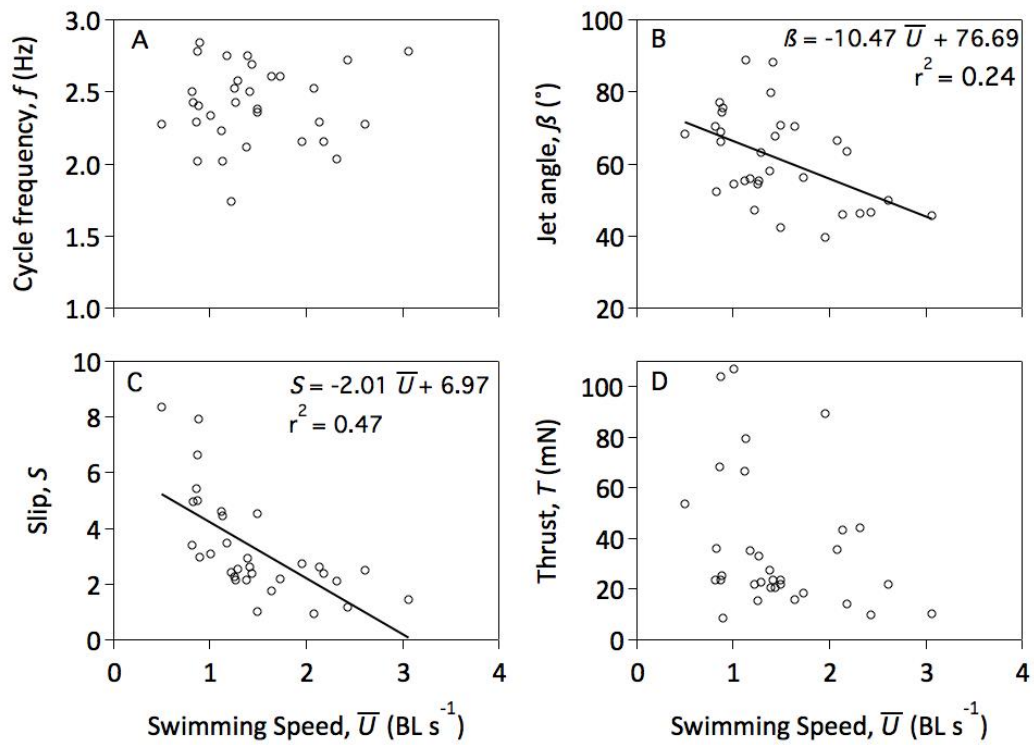 A
Cycle frequency, f (Hz)
3.0
2.5
2.0
1.5
1.0
B
ß = -10.47 U̅ + 76.69
r² = 0.24
Jet angle, ß (°)
100
80
60
40
20
C
S = -2.01 U̅ + 6.97
r² = 0.47
Slip, S
10
8
6
4
2
0
0 1 2 3 4
Swimming Speed, U̅ (BL s⁻¹)
D
Thrust, T (mN)
100
80
60
40
20
0
0 1 2 3 4
Swimming Speed, U̅ (BL s⁻¹)